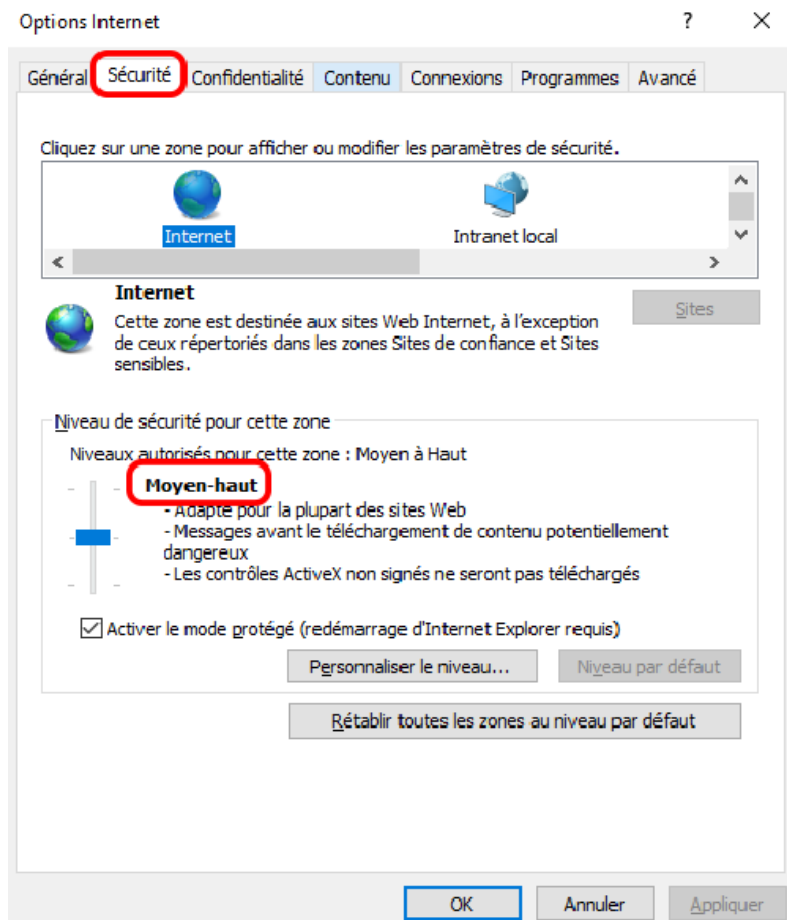 Options Internet ? ×
Général Sécurité Confidentialité Contenu Connexions Programmes Avancé
Cliquez sur une zone pour afficher ou modifier les paramètres de sécurité.
Internet Intranet local
Internet
Sites
Cette zone est destinée aux sites Web Internet, à l'exception
de ceux répertoriés dans les zones Sites de confiance et Sites
sensibles.
Niveau de sécurité pour cette zone
Niveaux autorisés pour cette zone : Moyen à Haut
Moyen-haut
- Adapté pour la plupart des sites Web
- Messages avant le téléchargement de contenu potentiellement
dangereux
- Les contrôles ActiveX non signés ne seront pas téléchargés
Activer le mode protégé (redémarrage d'Internet Explorer requis)
Personnaliser le niveau... Niveau par défaut
Rétablir toutes les zones au niveau par défaut
OK Annuler Appliquer